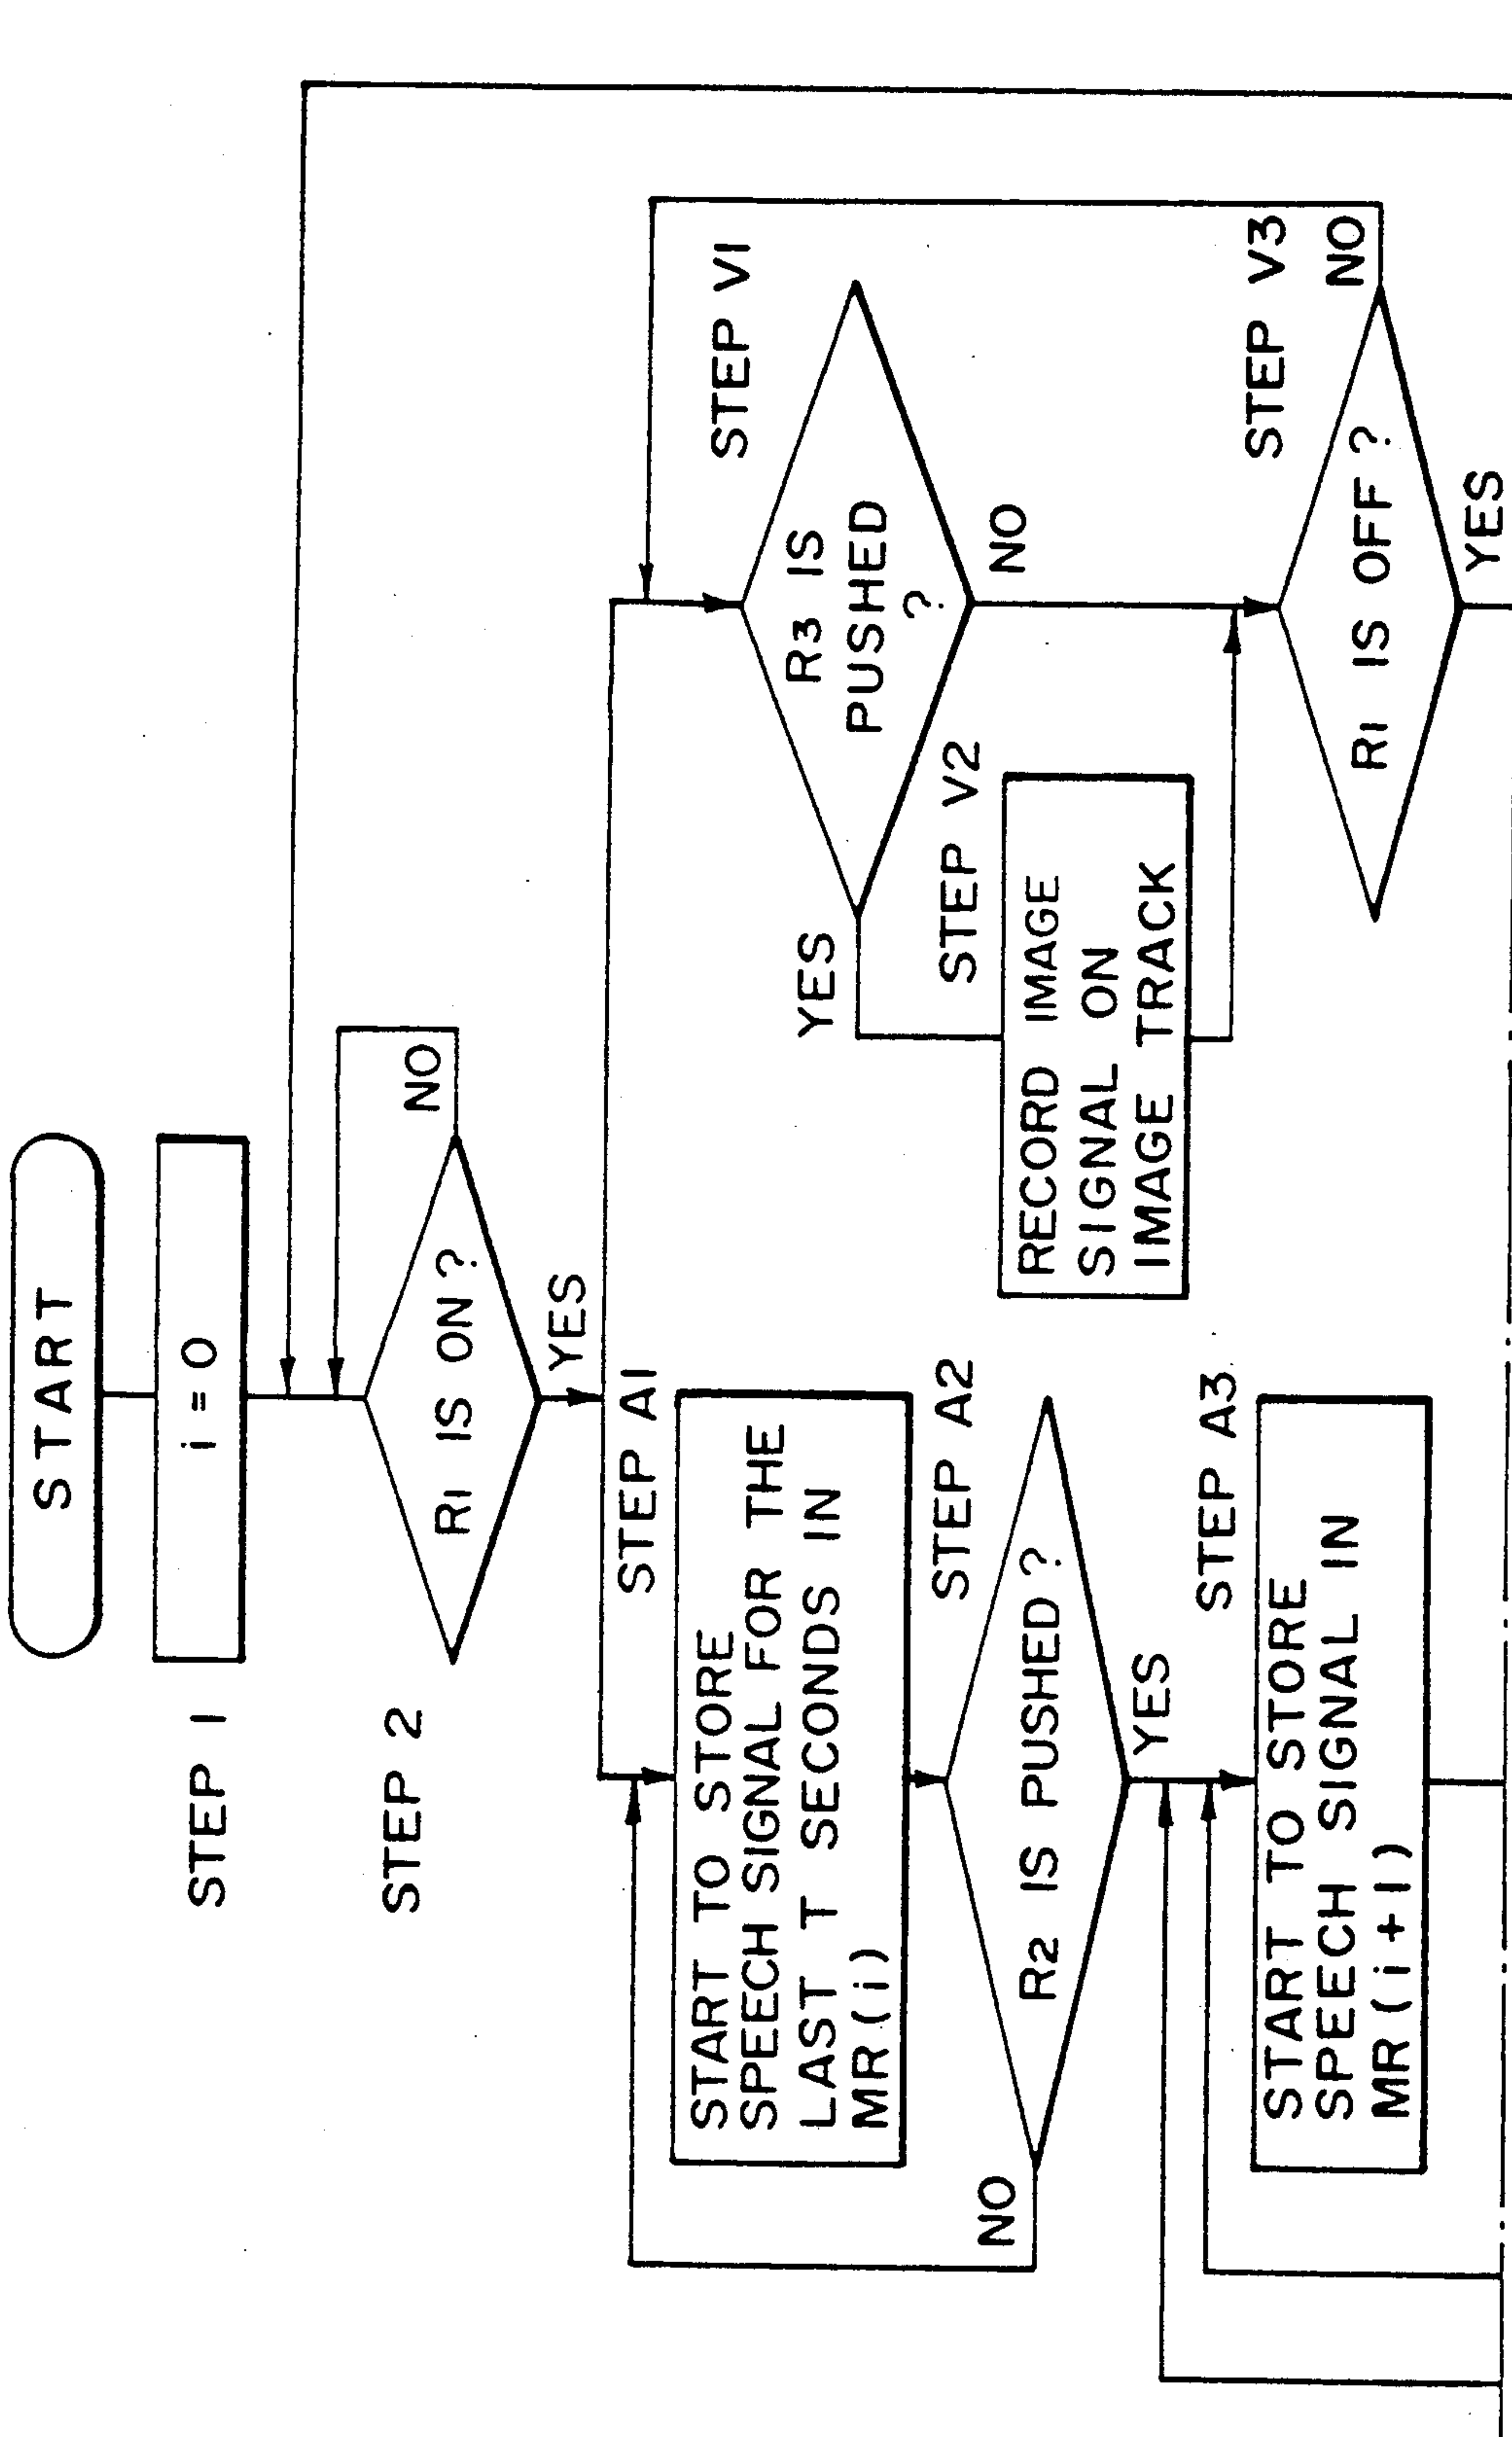 START
STEP 1
i = 0
STEP 2
R1 IS ON ?
NO
YES
STEP A1
START TO STORE
SPEECH SIGNAL FOR THE
LAST T SECONDS IN
MR(i)
STEP A2
R2 IS PUSHED ?
NO
YES
STEP A3
START TO STORE
SPEECH SIGNAL IN
MR(i+1)
STEP V1
R3 IS
PUSHED
?
YES
NO
STEP V2
RECORD IMAGE
SIGNAL ON
IMAGE TRACK
STEP V3
R1 IS OFF ?
NO
YES